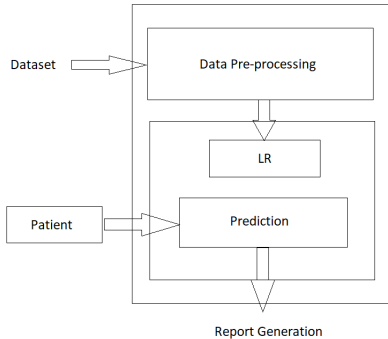 Data Pre-processing
Dataset
LR
Prediction
Patient
Report Generation